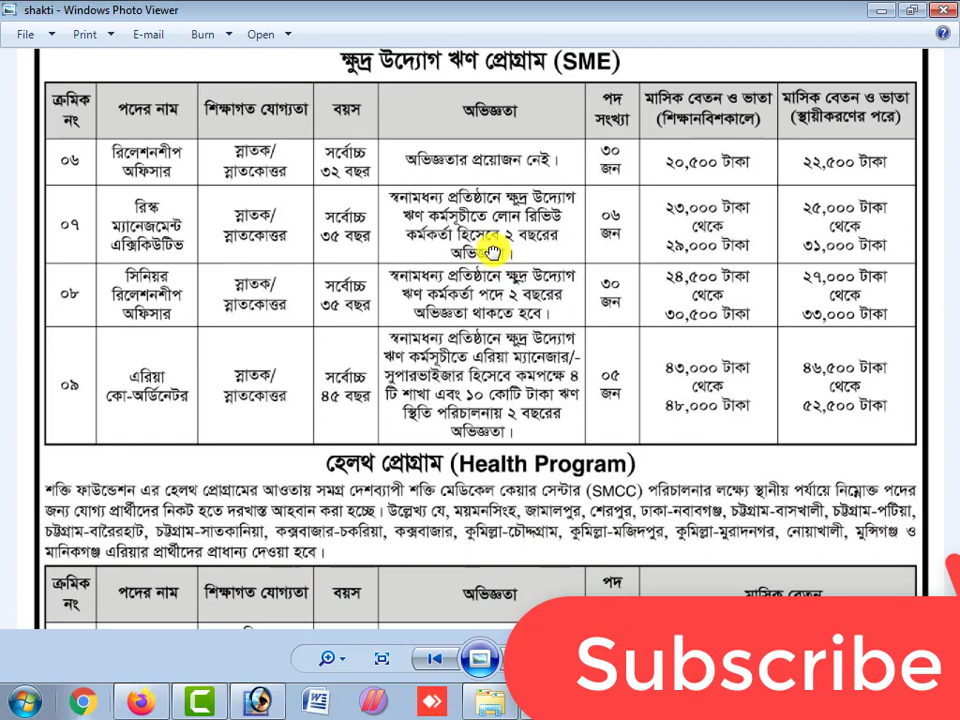 shakti - Windows Photo Viewer
File Print E-mail Burn Open
ক্ষুদ্র উদ্যোগ ঋণ প্রোগ্রাম (SME)
ক্রমিক নং
পদের নাম
শিক্ষাগত যোগ্যতা
বয়স
অভিজ্ঞতা
পদ সংখ্যা
মাসিক বেতন ও ভাতা
(শিক্ষানবিশকালে)
মাসিক বেতন ও ভাতা
(স্থায়ীকরণের পরে)
০৬
রিলেশনশীপ
অফিসার
স্নাতক/
স্নাতকোত্তর
সর্বোচ্চ
৩২ বছর
অভিজ্ঞতার প্রয়োজন নেই।
৩০
জন
২০,৫০০ টাকা
২২,৫০০ টাকা
০৭
রিস্ক
ম্যানেজমেন্ট
এক্সিকিউটিভ
স্নাতক/
স্নাতকোত্তর
সর্বোচ্চ
৩৫ বছর
স্বনামধন্য প্রতিষ্ঠানে ক্ষুদ্র উদ্যোগ
ঋণ কর্মসূচীতে লোন রিভিউ
কর্মকর্তা হিসেবে ২ বছরের
০৬
জন
২৩,০০০ টাকা
থেকে
২৯,০০০ টাকা
২৫,০০০ টাকা
থেকে
৩১,০০০ টাকা
০৮
সিনিয়র
রিলেশনশীপ
অফিসার
স্নাতক/
স্নাতকোত্তর
সর্বোচ্চ
৩৫ বছর
স্বনামধন্য প্রতিষ্ঠানে ক্ষুদ্র উদ্যোগ
ঋণ কর্মকর্তা পদে ২ বছরের
অভিজ্ঞতা থাকতে হবে।
৩০
জন
২৪,৫০০ টাকা
থেকে
৩০,৫০০ টাকা
২৭,০০০ টাকা
থেকে
৩৩,০০০ টাকা
০৯
এরিয়া
কো-অর্ডিনেটর
স্নাতক/
স্নাতকোত্তর
সর্বোচ্চ
৪৫ বছর
স্বনামধন্য প্রতিষ্ঠানে ক্ষুদ্র উদ্যোগ
ঋণ কর্মসূচীতে এরিয়া ম্যানেজার/-
সুপারভাইজার হিসেবে কমপক্ষে ৪
টি শাখা এবং ১০ কোটি টাকা ঋণ
স্থিতি পরিচালনায় ২ বছরের
অভিজ্ঞতা।
০৫
জন
৪৩,০০০ টাকা
থেকে
৪৮,০০০ টাকা
৪৬,৫০০ টাকা
থেকে
৫২,৫০০ টাকা
হেলথ প্রোগ্রাম (Health Program)
শক্তি ফাউন্ডেশন এর হেলথ প্রোগ্রামের আওতায় সমগ্র দেশব্যাপী শক্তি মেডিকেল কেয়ার সেন্টার (SMCC) পরিচালনার লক্ষ্যে স্থানীয় পর্যায়ে নিম্নোক্ত পদের
জন্য যোগ্য প্রার্থীদের নিকট হতে দরখাস্ত আহবান করা হচ্ছে। উল্লেখ্য যে, ময়মনসিংহ, জামালপুর, শেরপুর, ঢাকা-নবাবগঞ্জ, চট্টগ্রাম-বাসখালী, চট্টগ্রাম-পটিয়া,
চট্টগ্রাম-বারৈরহাট, চট্টগ্রাম-সাতকানিয়া, কক্সবাজার-চকরিয়া, কক্সবাজার, কুমিল্লা-চৌদ্দগ্রাম, কুমিল্লা-মজিদপুর, কুমিল্লা-মুরাদনগর, নোয়াখালী, মুন্সিগঞ্জ ও
মানিকগঞ্জ এরিয়ার প্রার্থীদের প্রাধান্য দেওয়া হবে।
ক্রমিক
নং
পদের নাম
শিক্ষাগত যোগ্যতা
বয়স
অভিজ্ঞতা
পদ
মাসিক বেতন
Subscribe